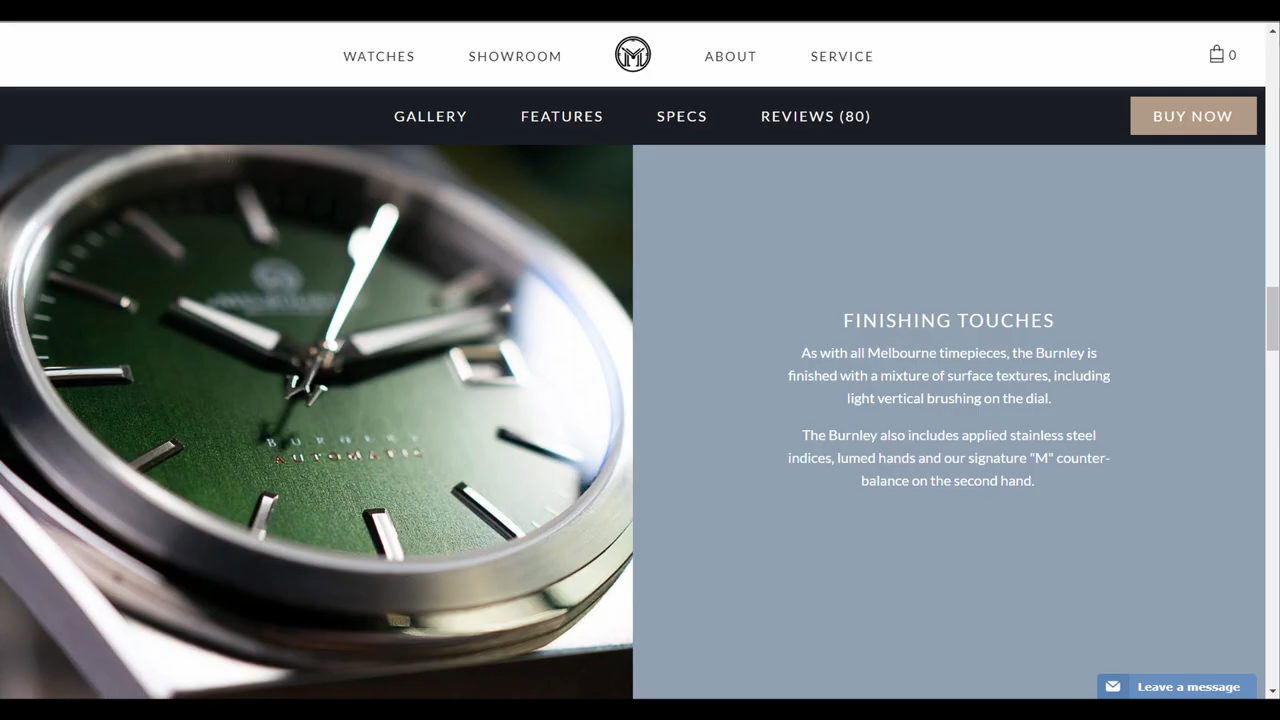 WATCHES SHOWROOM ABOUT SERVICE 0
GALLERY FEATURES SPECS REVIEWS (80) BUY NOW
BURNLEY
AUTOMATIC
FINISHING TOUCHES
As with all Melbourne timepieces, the Burnley is
finished with a mixture of surface textures, including
light vertical brushing on the dial.
The Burnley also includes applied stainless steel
indices, lumed hands and our signature "M" counter-
balance on the second hand.
Leave a message